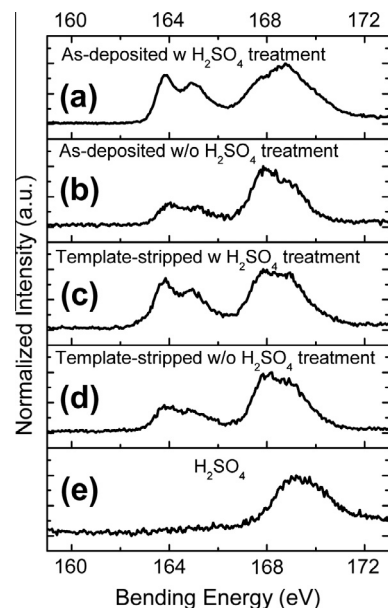 160 164 168 172
As-deposited w H₂SO₄ treatment
(a)
As-deposited w/o H₂SO₄ treatment
(b)
Template-stripped w H₂SO₄ treatment
(c)
Template-stripped w/o H₂SO₄ treatment
(d)
H₂SO₄
(e)
160 164 168 172
Bending Energy (eV)
Normalized Intensity (a.u.)